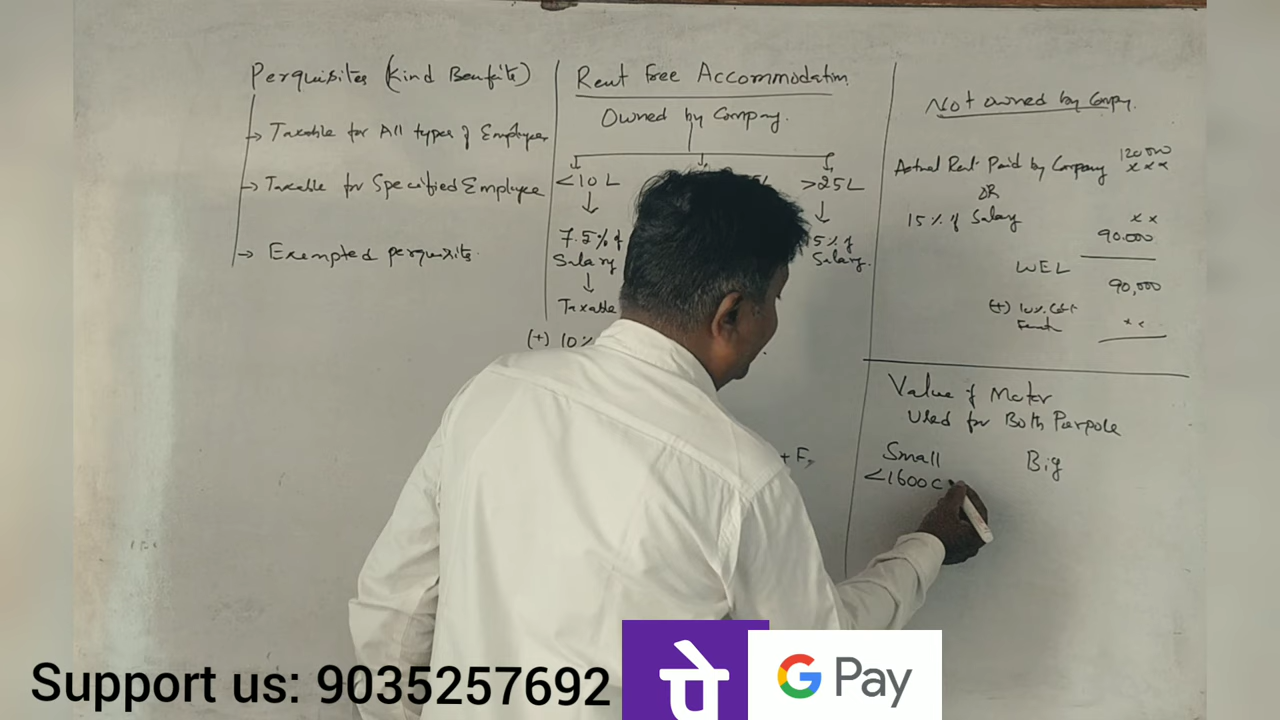 Perquisites (Kind Benefits)
→ Taxable for All types of Employee
→ Taxable for Specified Employee
→ Exempted perquisits
Rent Free Accommodation
Owned by Company.
<10 L
>25L
7.5% of
Salary
Taxable
(+) 10%
5% of
Salary.
+ F,
Not owned by Compy.
120000
Actual Rent Paid by Company xxx
OR
15% of Salary xx
90.000
WEL
90,000
(+) 10%
xx
Value of Motor
Used for Both Purpose
Small Big
<1600c
Support us: 9035257692
पे
G Pay